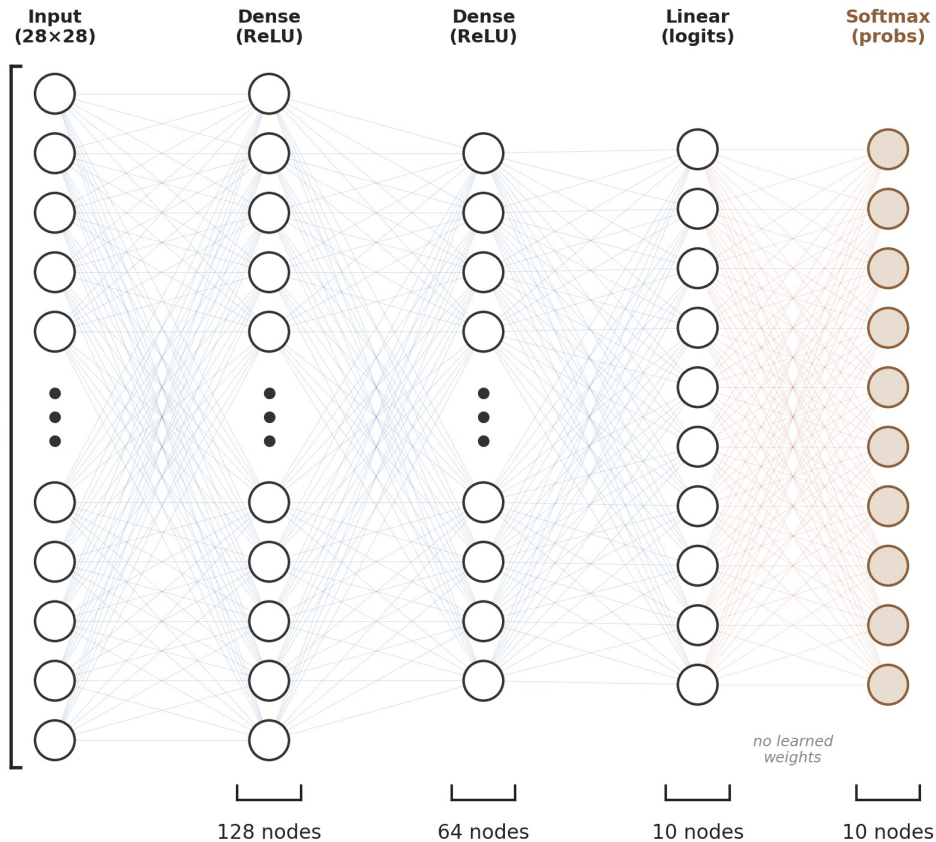 Input
(28×28)
Dense
(ReLU)
Dense
(ReLU)
Linear
(logits)
Softmax
(probs)
no learned
weights
128 nodes
64 nodes
10 nodes
10 nodes